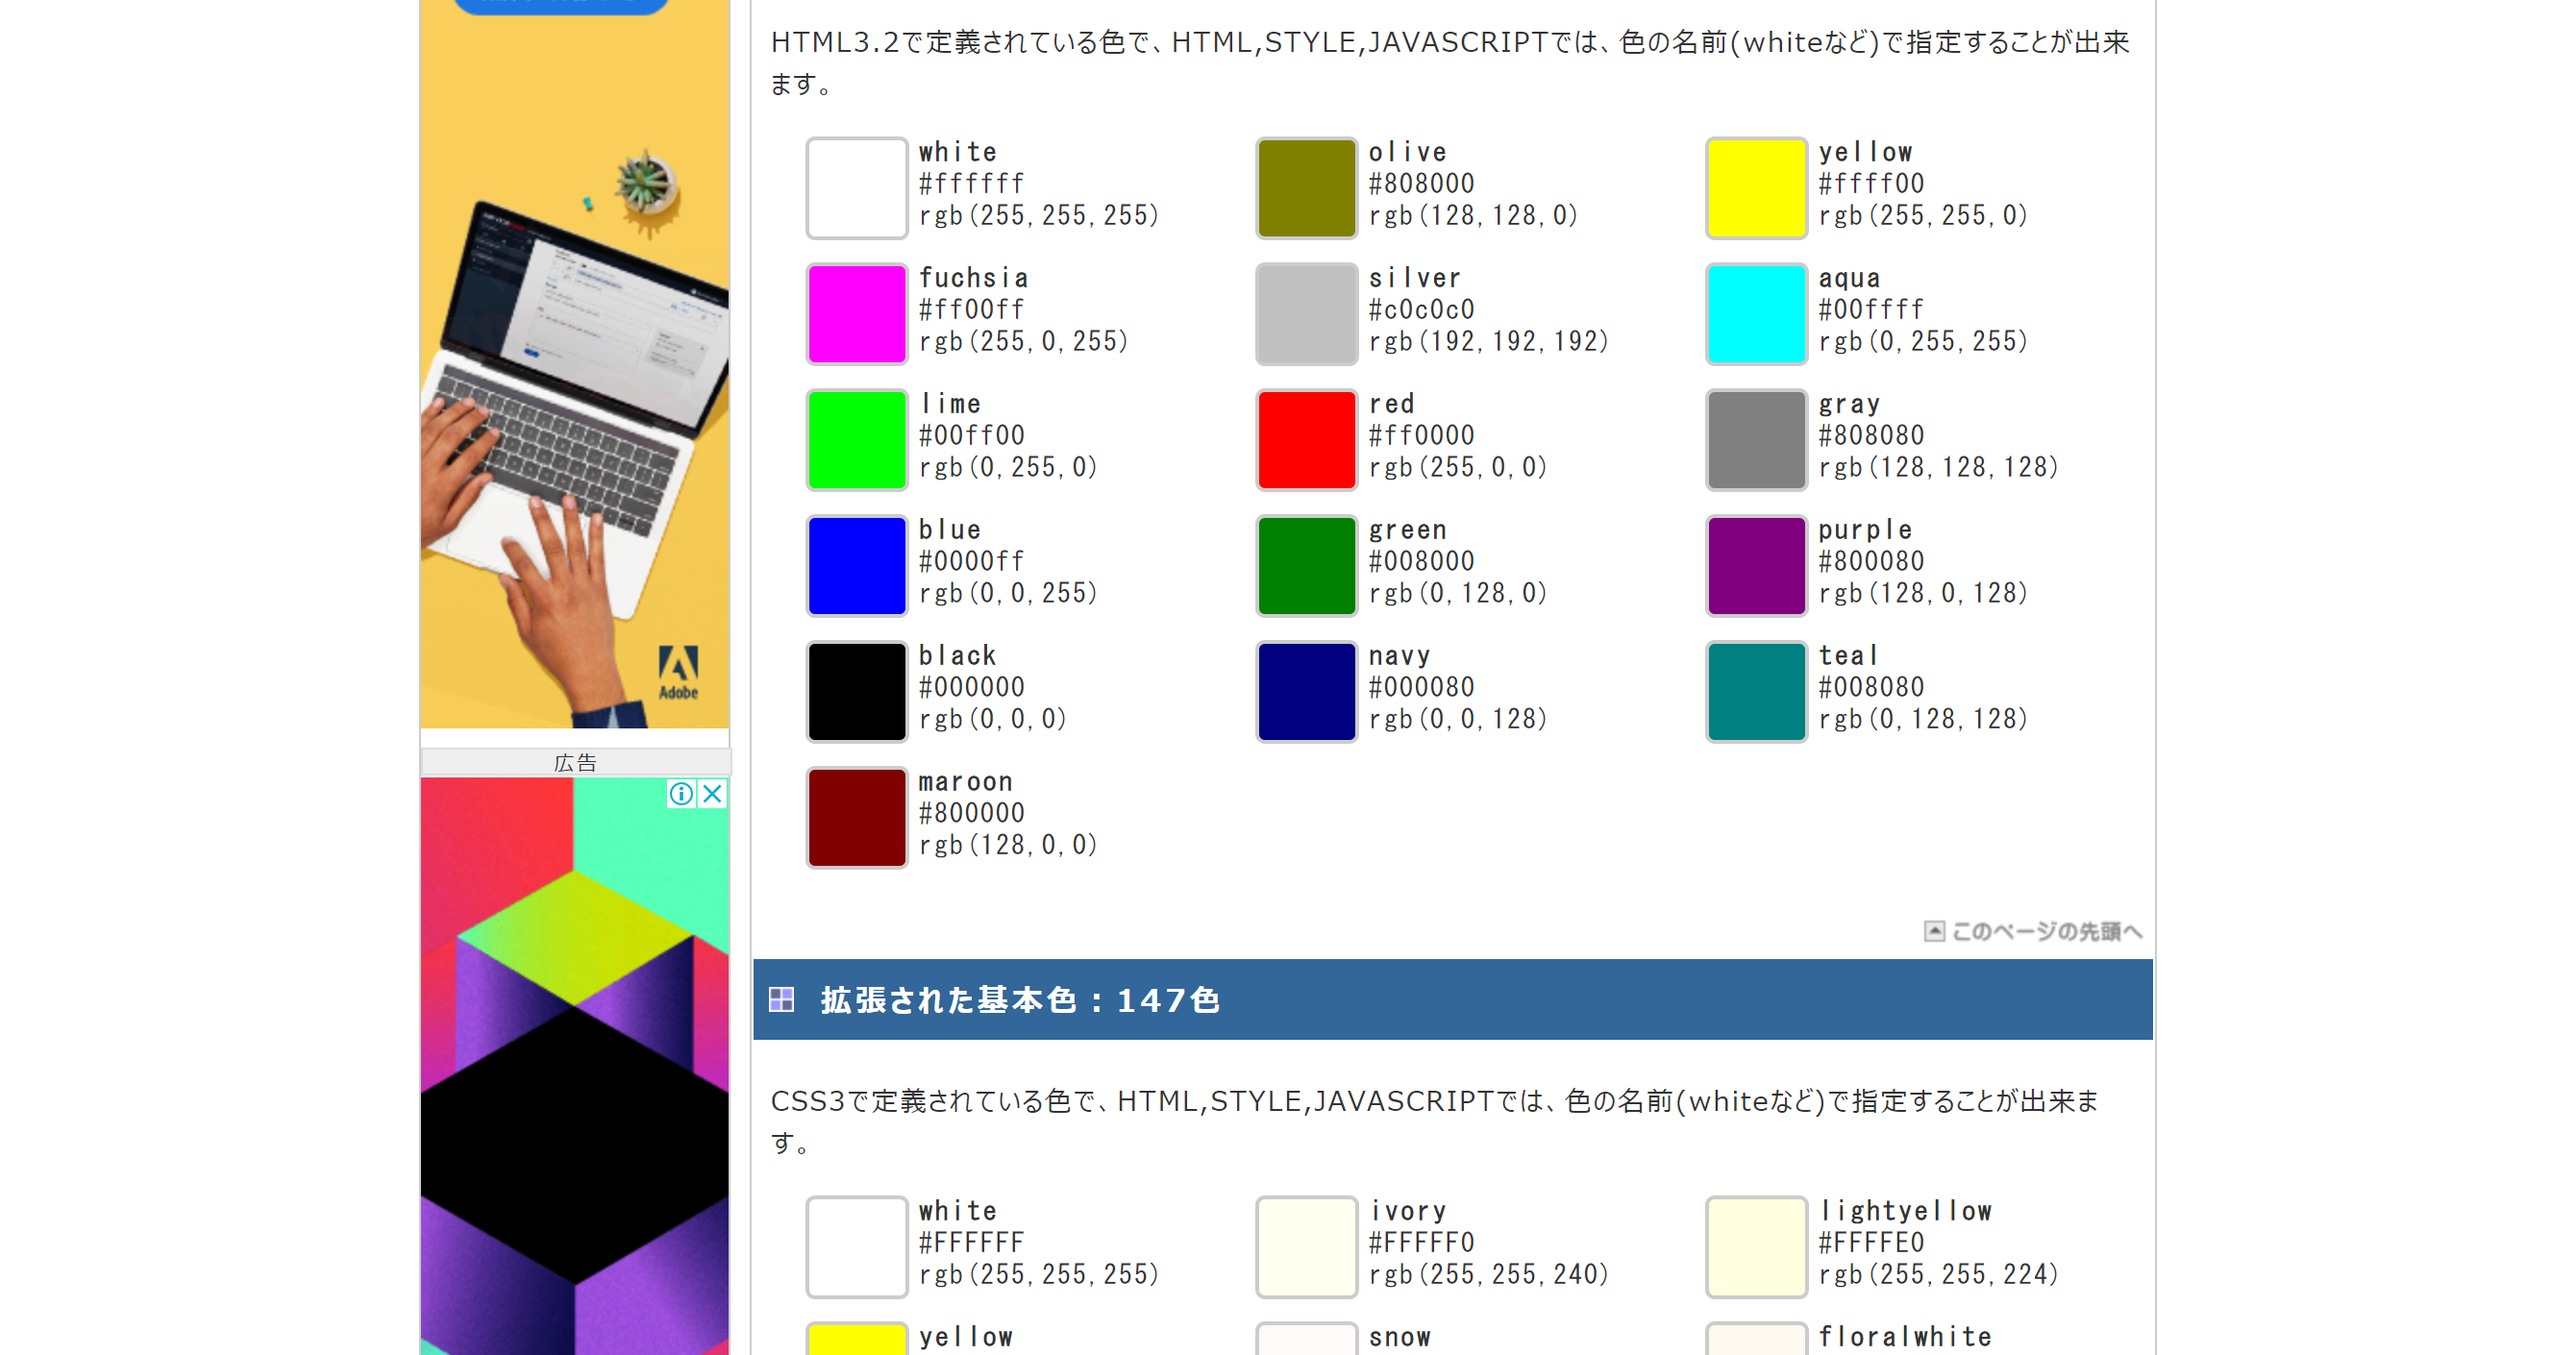 HTML3.2で定義されている色で、HTML,STYLE,JAVASCRIPTでは、色の名前(whiteなど)で指定することが出来
ます。
white
#ffffff
rgb(255,255,255)
olive
#808000
rgb(128,128,0)
yellow
#ffff00
rgb(255,255,0)
fuchsia
#ff00ff
rgb(255,0,255)
silver
#c0c0c0
rgb(192,192,192)
aqua
#00ffff
rgb(0,255,255)
lime
#00ff00
rgb(0,255,0)
red
#ff0000
rgb(255,0,0)
gray
#808080
rgb(128,128,128)
blue
#0000ff
rgb(0,0,255)
green
#008000
rgb(0,128,0)
purple
#800080
rgb(128,0,128)
black
#000000
rgb(0,0,0)
navy
#000080
rgb(0,0,128)
teal
#008080
rgb(0,128,128)
maroon
#800000
rgb(128,0,0)
Adobe
広告
このページの先頭へ
拡張された基本色：147色
CSS3で定義されている色で、HTML,STYLE,JAVASCRIPTでは、色の名前(whiteなど)で指定することが出来ま
す。
white
#FFFFFF
rgb(255,255,255)
ivory
#FFFFF0
rgb(255,255,240)
lightyellow
#FFFFE0
rgb(255,255,224)
yellow
snow
floralwhite